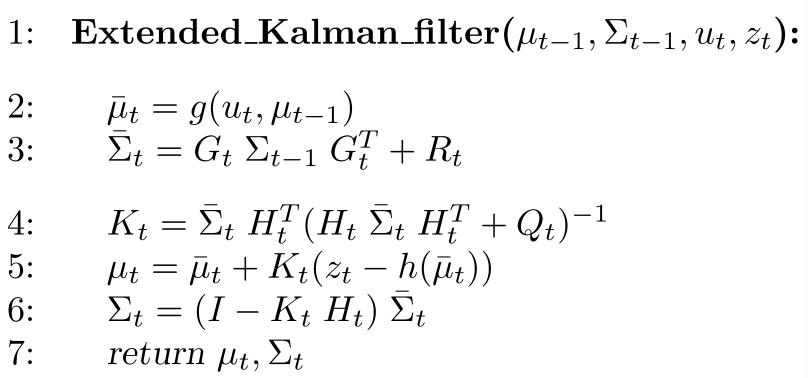 1: Extended_Kalman_filter(μ_{t−1}, Σ_{t−1}, u_t, z_t):
2: μ̄_t = g(u_t, μ_{t−1})
3: Σ̄_t = G_t Σ_{t−1} G_t^T + R_t
4: K_t = Σ̄_t H_t^T (H_t Σ̄_t H_t^T + Q_t)^{−1}
5: μ_t = μ̄_t + K_t(z_t − h(μ̄_t))
6: Σ_t = (I − K_t H_t) Σ̄_t
7: return μ_t, Σ_t